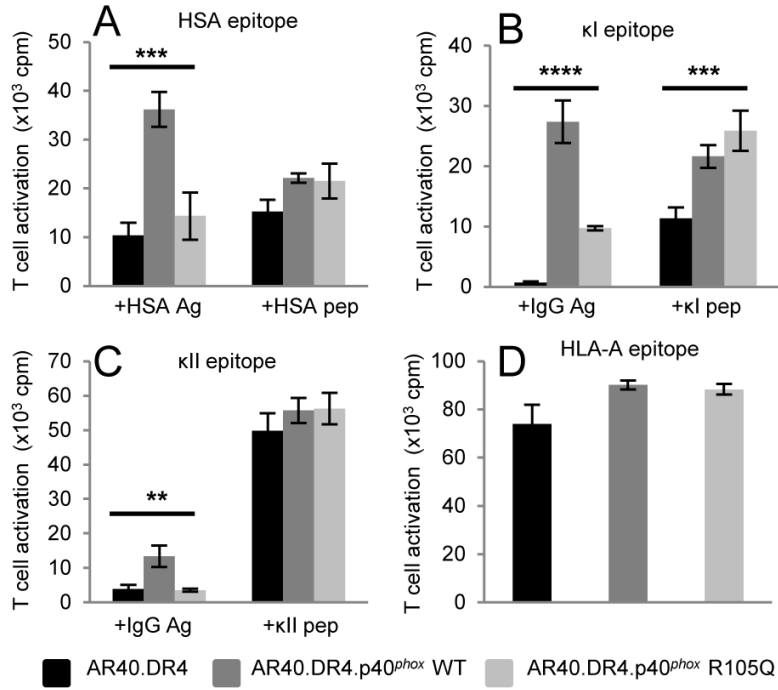 A HSA epitope
T cell activation (x10³ cpm)
60
50
40
30
20
10
0
***
+HSA Ag +HSA pep
B κI epitope
T cell activation (x10³ cpm)
40
30
20
10
0
**** ***
+IgG Ag +κI pep
C κII epitope
T cell activation (x10³ cpm)
70
60
50
40
30
20
10
0
**
+IgG Ag +κII pep
D HLA-A epitope
T cell activation (x10³ cpm)
100
80
60
40
20
0
AR40.DR4 AR40.DR4.p40phox WT AR40.DR4.p40phox R105Q